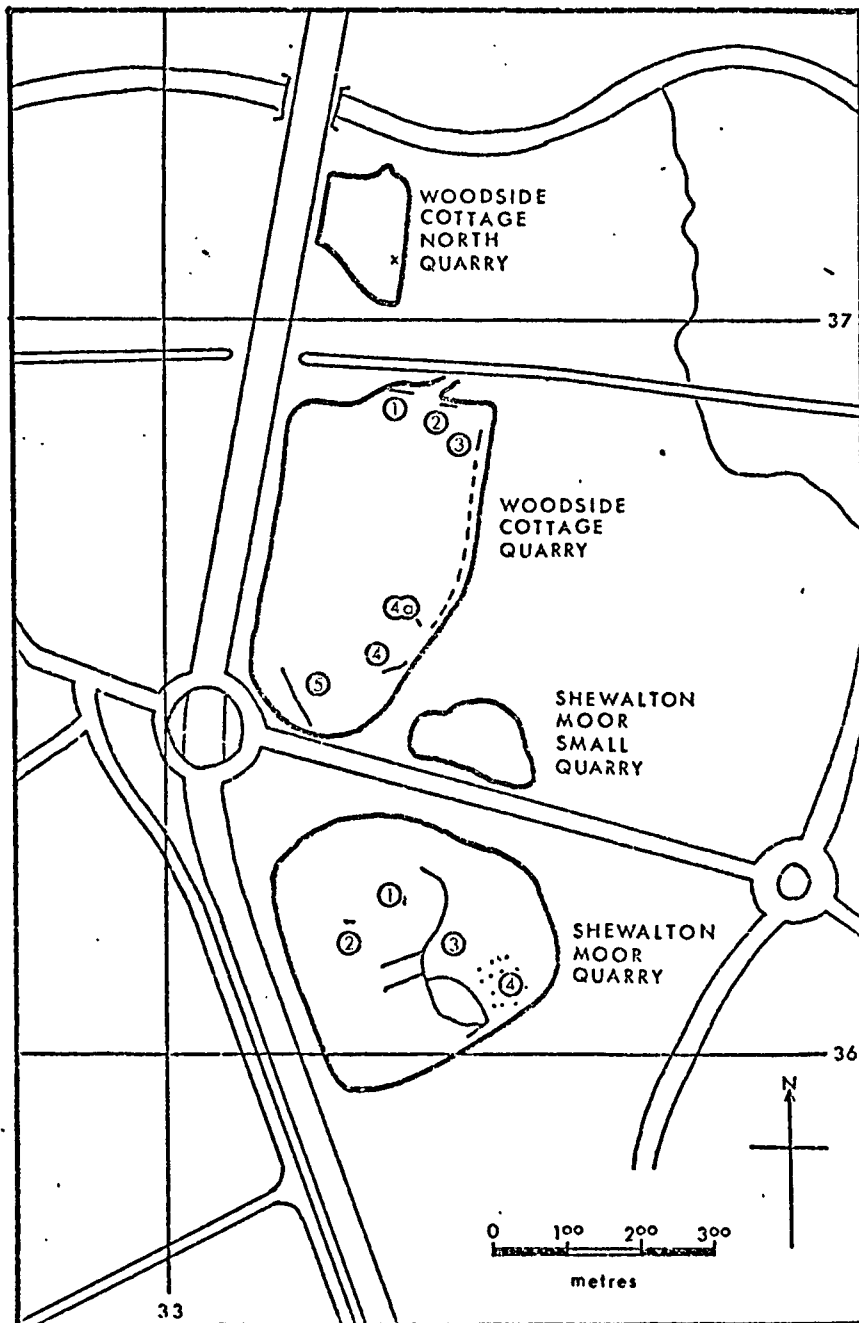 WOODSIDE
COTTAGE
NORTH
QUARRY
x
37
1
2
3
WOODSIDE
COTTAGE
QUARRY
4a
4
5
SHEWALTON
MOOR
SMALL
QUARRY
1
2
3
4
SHEWALTON
MOOR
QUARRY
36
N
0 100 200 300
metres
33